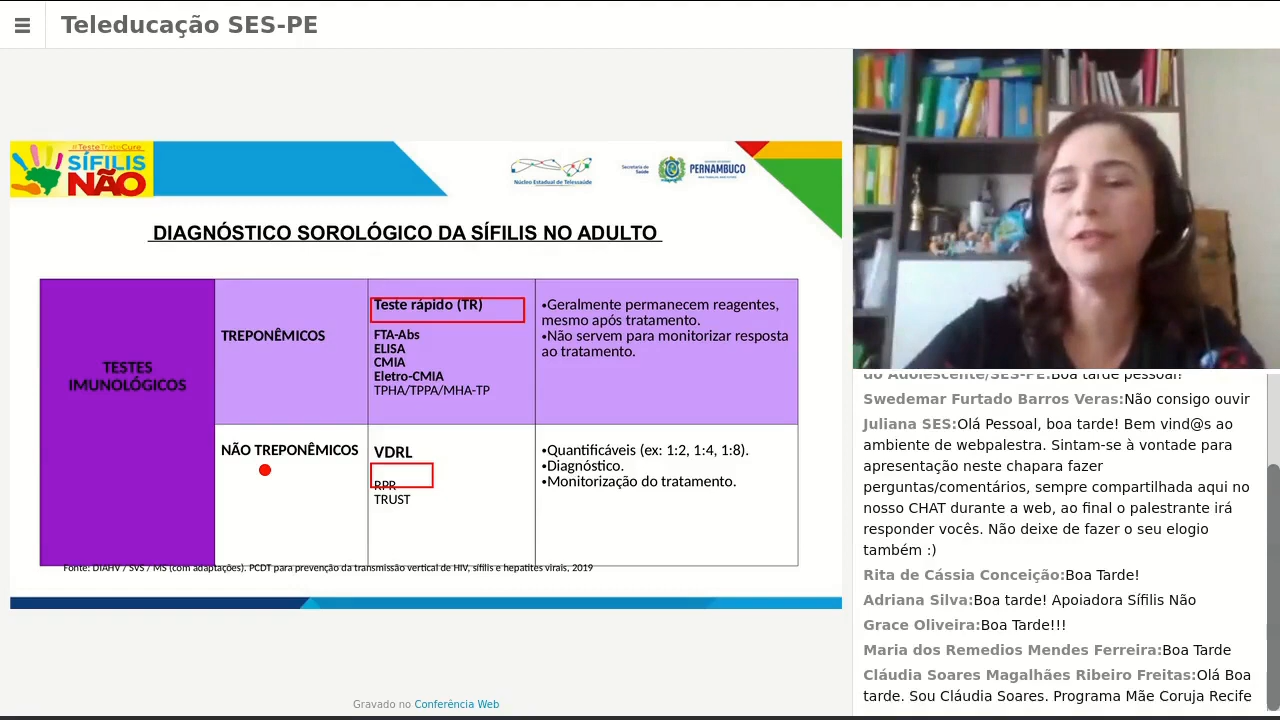 Teleducação SES-PE
#TesteTrateCure
SÍFILIS
NÃO
Núcleo Estadual de Telessaúde
Secretaria de
Saúde
PERNAMBUCO
DIAGNÓSTICO SOROLÓGICO DA SÍFILIS NO ADULTO
TESTES
IMUNOLÓGICOS
TREPONÊMICOS
Teste rápido (TR)
FTA-Abs
ELISA
CMIA
Eletro-CMIA
TPHA/TPPA/MHA-TP
•Geralmente permanecem reagentes,
mesmo após tratamento.
•Não servem para monitorizar resposta
ao tratamento.
NÃO TREPONÊMICOS
VDRL
RPR
TRUST
•Quantificáveis (ex: 1:2, 1:4, 1:8).
•Diagnóstico.
•Monitorização do tratamento.
Fonte: DIAHV / SVS / MS (com adaptações). PCDT para prevenção da transmissão vertical de HIV, sífilis e hepatites virais, 2019
Gravado no Conferência Web
do Adolescente/SES-PE:Boa tarde pessoal!
Swedemar Furtado Barros Veras:Não consigo ouvir
Juliana SES:Olá Pessoal, boa tarde! Bem vind@s ao
ambiente de webpalestra. Sintam-se à vontade para
apresentação neste chapara fazer
perguntas/comentários, sempre compartilhada aqui no
nosso CHAT durante a web, ao final o palestrante irá
responder vocês. Não deixe de fazer o seu elogio
também :)
Rita de Cássia Conceição:Boa Tarde!
Adriana Silva:Boa tarde! Apoiadora Sífilis Não
Grace Oliveira:Boa Tarde!!!
Maria dos Remedios Mendes Ferreira:Boa Tarde
Cláudia Soares Magalhães Ribeiro Freitas:Olá Boa
tarde. Sou Cláudia Soares. Programa Mãe Coruja Recife